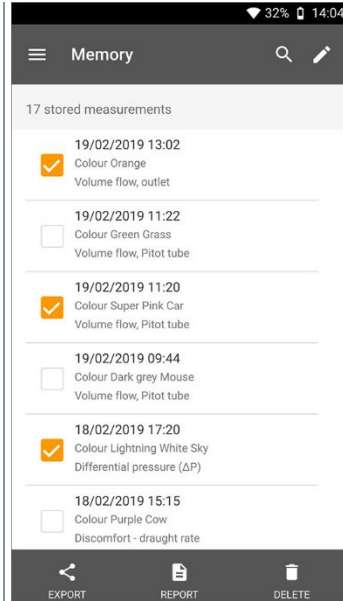 32% 14:04
Memory
17 stored measurements
19/02/2019 13:02
Colour Orange
Volume flow, outlet
19/02/2019 11:22
Colour Green Grass
Volume flow, Pitot tube
19/02/2019 11:20
Colour Super Pink Car
Volume flow, Pitot tube
19/02/2019 09:44
Colour Dark grey Mouse
Volume flow, Pitot tube
18/02/2019 17:20
Colour Lightning White Sky
Differential pressure (ΔP)
18/02/2019 15:15
Colour Purple Cow
Discomfort - draught rate
EXPORT REPORT DELETE